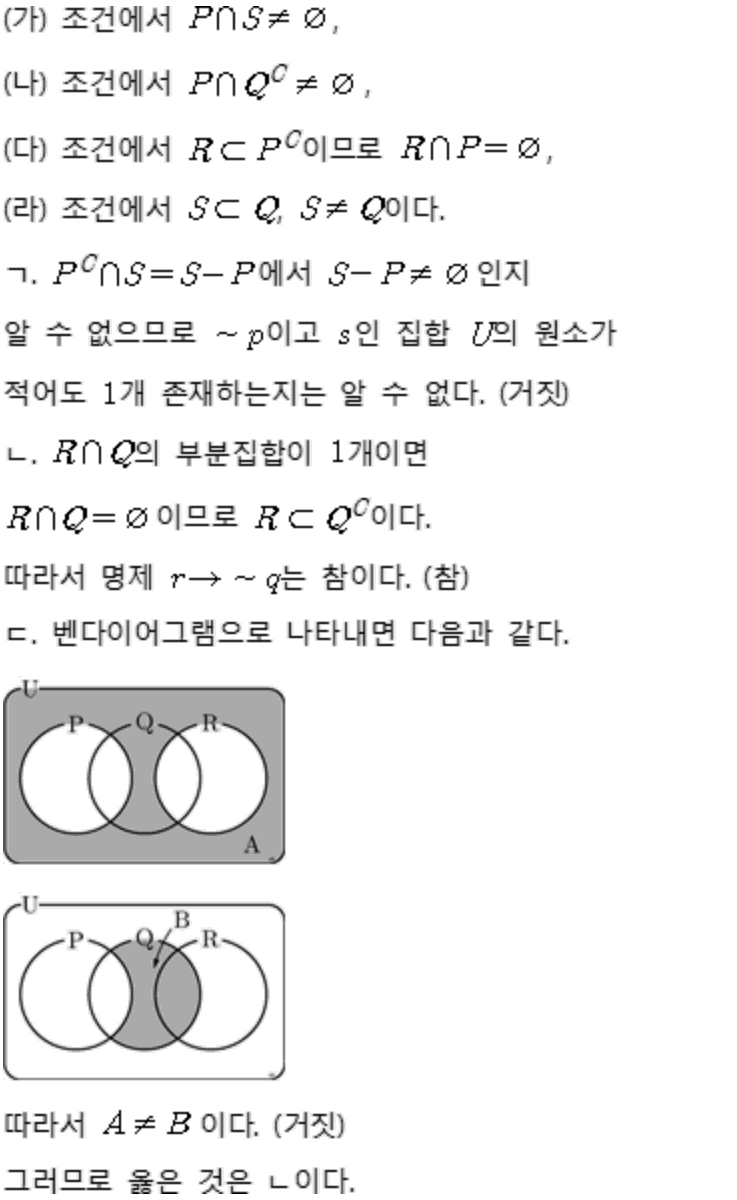 (가) 조건에서 P∩S≠∅,
(나) 조건에서 P∩Q^C≠∅,
(다) 조건에서 R⊂P^C이므로 R∩P=∅,
(라) 조건에서 S⊂Q, S≠Q이다.
ㄱ. P^C∩S=S-P에서 S-P≠∅인지
알 수 없으므로 ~p이고 s인 집합 U의 원소가
적어도 1개 존재하는지는 알 수 없다. (거짓)
ㄴ. R∩Q의 부분집합이 1개이면
R∩Q=∅이므로 R⊂Q^C이다.
따라서 명제 r→ ~q는 참이다. (참)
ㄷ. 벤다이어그램으로 나타내면 다음과 같다.
U
P Q R
A
U
B
P Q R
따라서 A≠B이다. (거짓)
그러므로 옳은 것은 ㄴ이다.